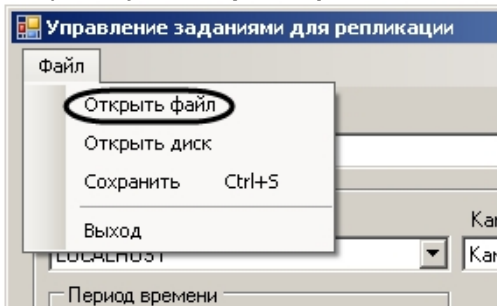 Управление заданиями для репликации
Файл
Открыть файл
Открыть диск
Сохранить Ctrl+S
Выход
LOCALHOST
Период времени